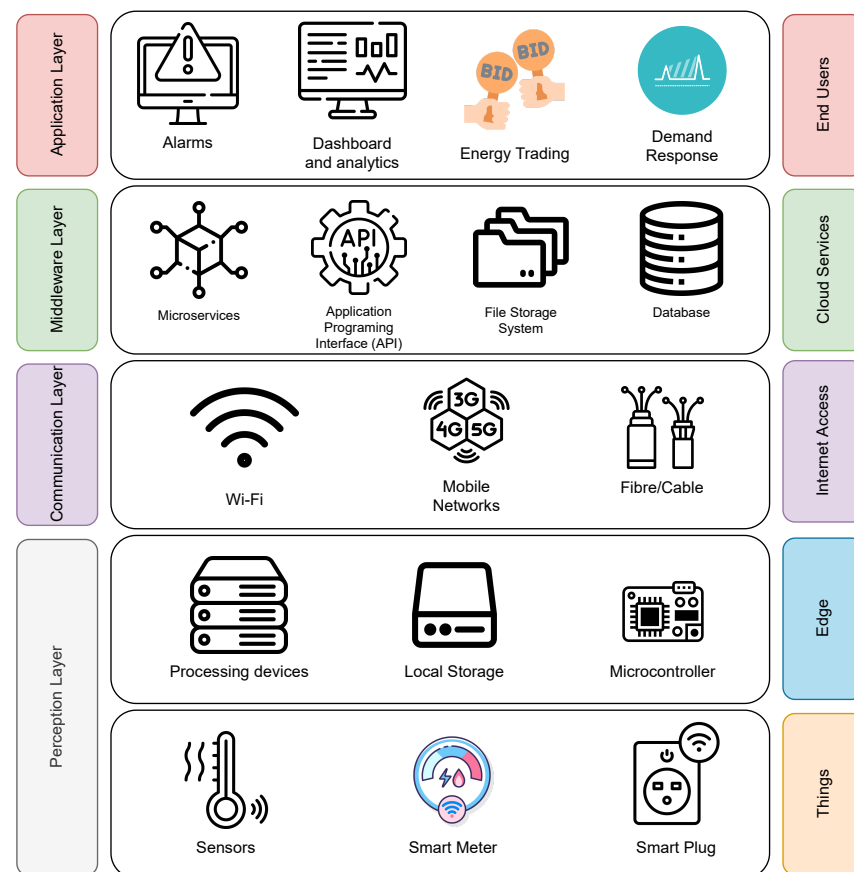 Application Layer
BID
BID
Alarms
Dashboard
and analytics
Energy Trading
Demand
Response
End Users
Middleware Layer
API
Microservices
Application
Programing
Interface (API)
File Storage
System
Database
Cloud Services
Communication Layer
3G
4G 5G
Wi-Fi
Mobile
Networks
Fibre/Cable
Internet Access
Perception Layer
Processing devices
Local Storage
Microcontroller
Edge
Sensors
Smart Meter
Smart Plug
Things